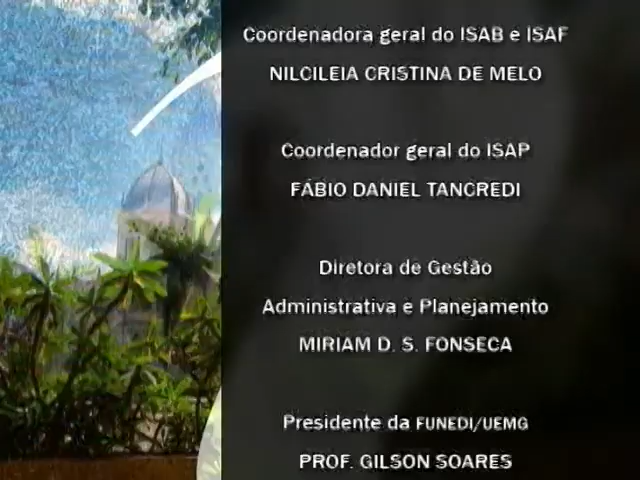 Coordenadora geral do ISAB e ISAF
NILCILEIA CRISTINA DE MELO
Coordenador geral do ISAP
FÁBIO DANIEL TANCREDI
Diretora de Gestão
Administrativa e Planejamento
MIRIAM D. S. FONSECA
Presidente da FUNEDI/UEMG
PROF. GILSON SOARES